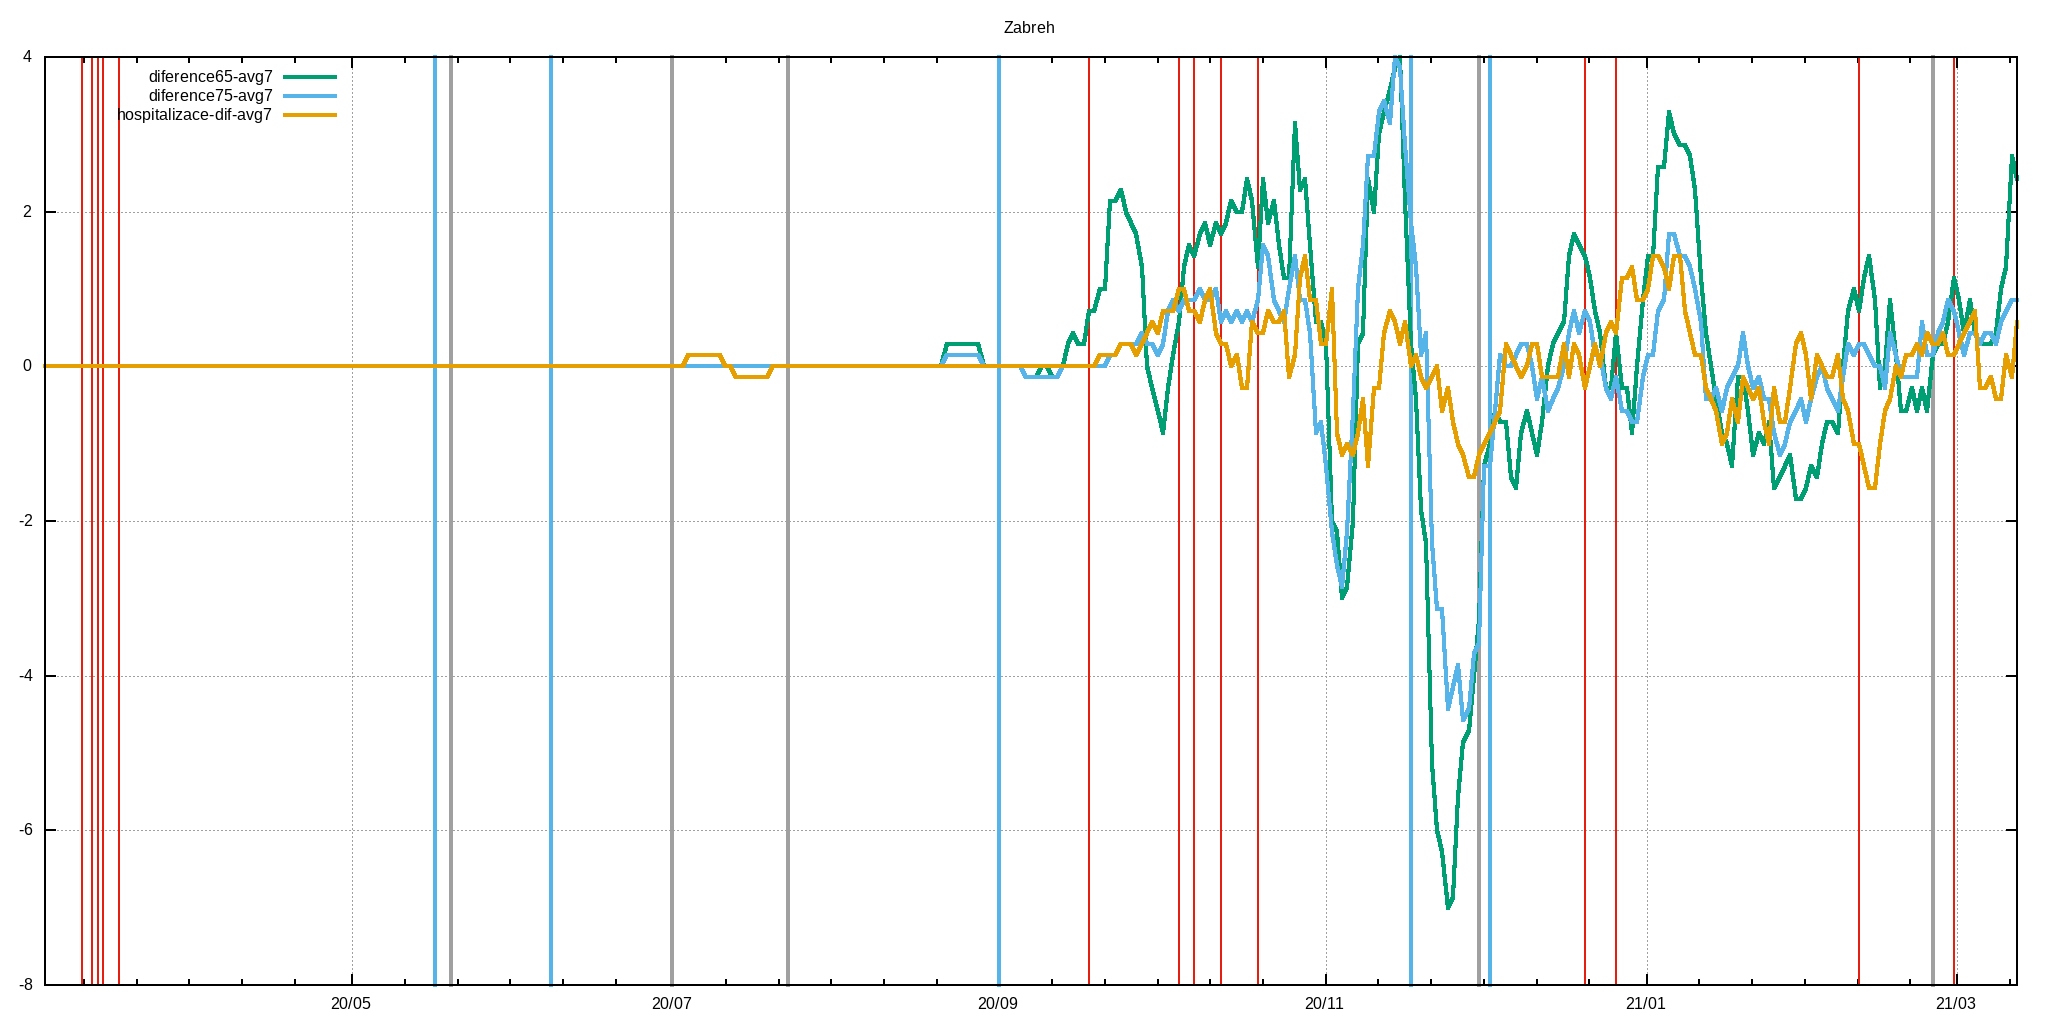 Zabreh
diference65-avg7
diference75-avg7
hospitalizace-dif-avg7
4
2
0
-2
-4
-6
-8
20/05 20/07 20/09 20/11 21/01 21/03